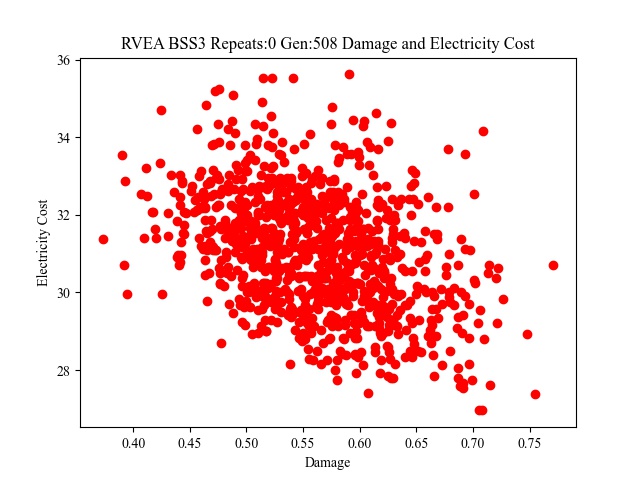 RVEA BSS3 Repeats:0 Gen:508 Damage and Electricity Cost
36
34
32
30
28
Electricity Cost
0.40 0.45 0.50 0.55 0.60 0.65 0.70 0.75
Damage